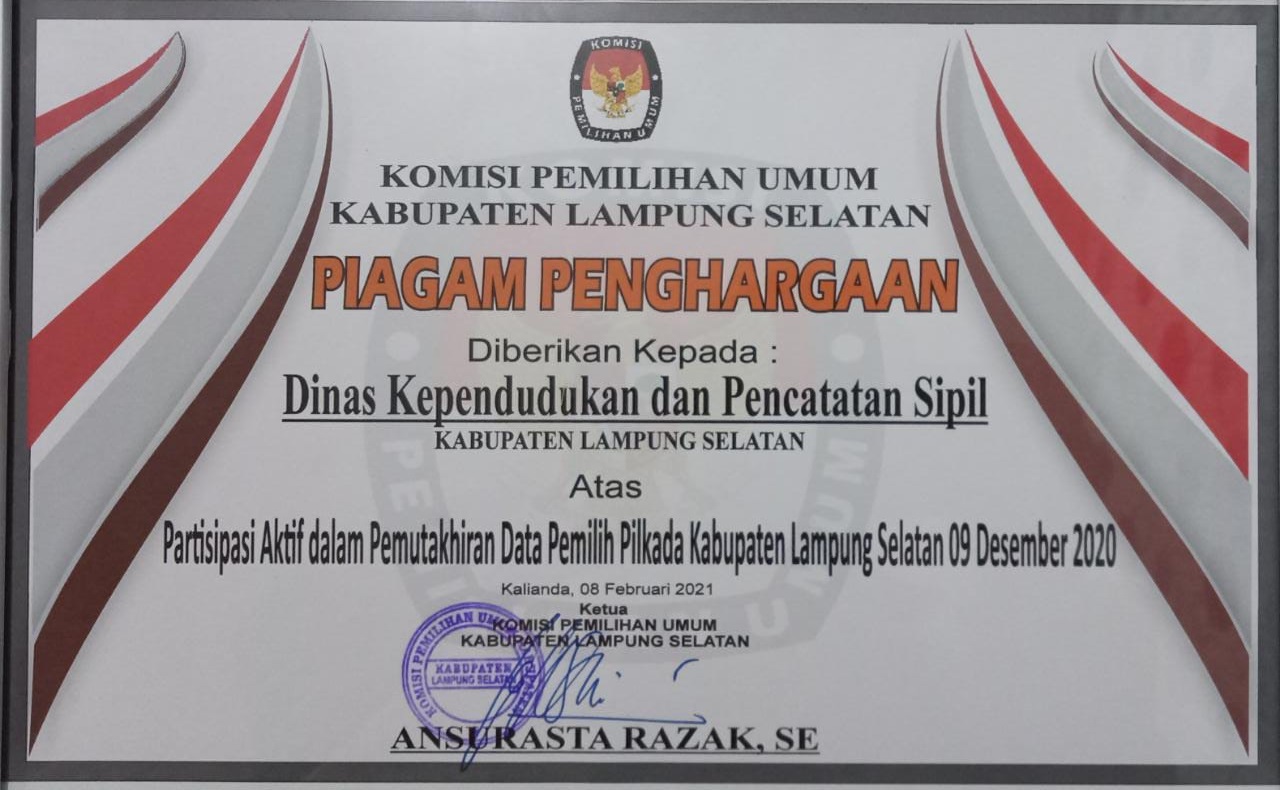 KOMISI
PEMILIHAN UMUM
KOMISI PEMILIHAN UMUM
KABUPATEN LAMPUNG SELATAN
PIAGAM PENGHARGAAN
Diberikan Kepada :
Dinas Kependudukan dan Pencatatan Sipil
KABUPATEN LAMPUNG SELATAN
Atas
Partisipasi Aktif dalam Pemutakhiran Data Pemilih Pilkada Kabupaten Lampung Selatan 09 Desember 2020
Kalianda, 08 Februari 2021
Ketua
KOMISI PEMILIHAN UMUM
KABUPATEN LAMPUNG SELATAN
KOMISI PEMILIHAN UMUM
KABUPATEN
LAMPUNG SELATAN
ANSURASTA RAZAK, SE